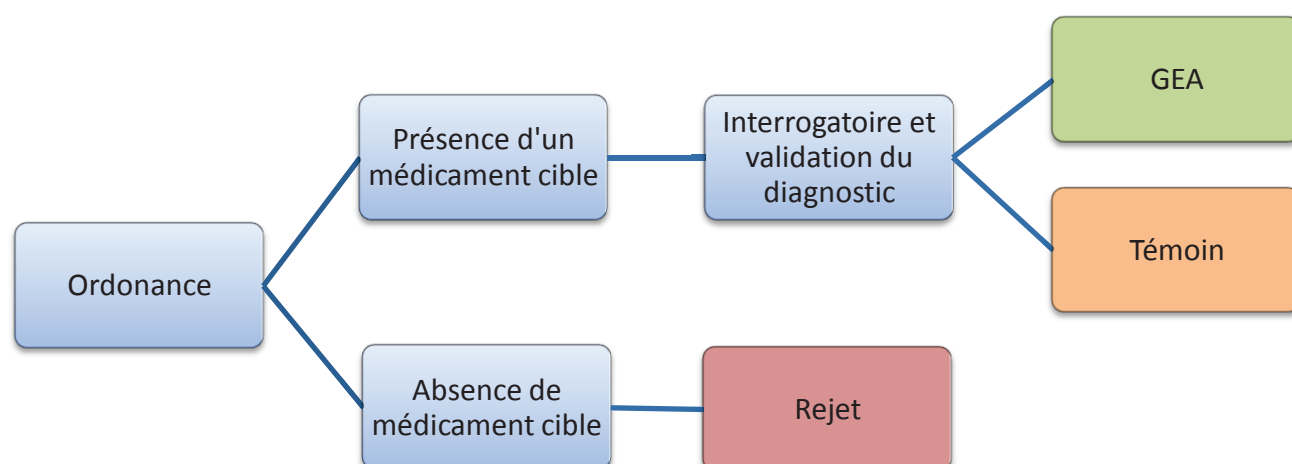 Ordonance
Présence d'un
médicament cible
Interrogatoire et
validation du
diagnostic
GEA
Témoin
Absence de
médicament cible
Rejet